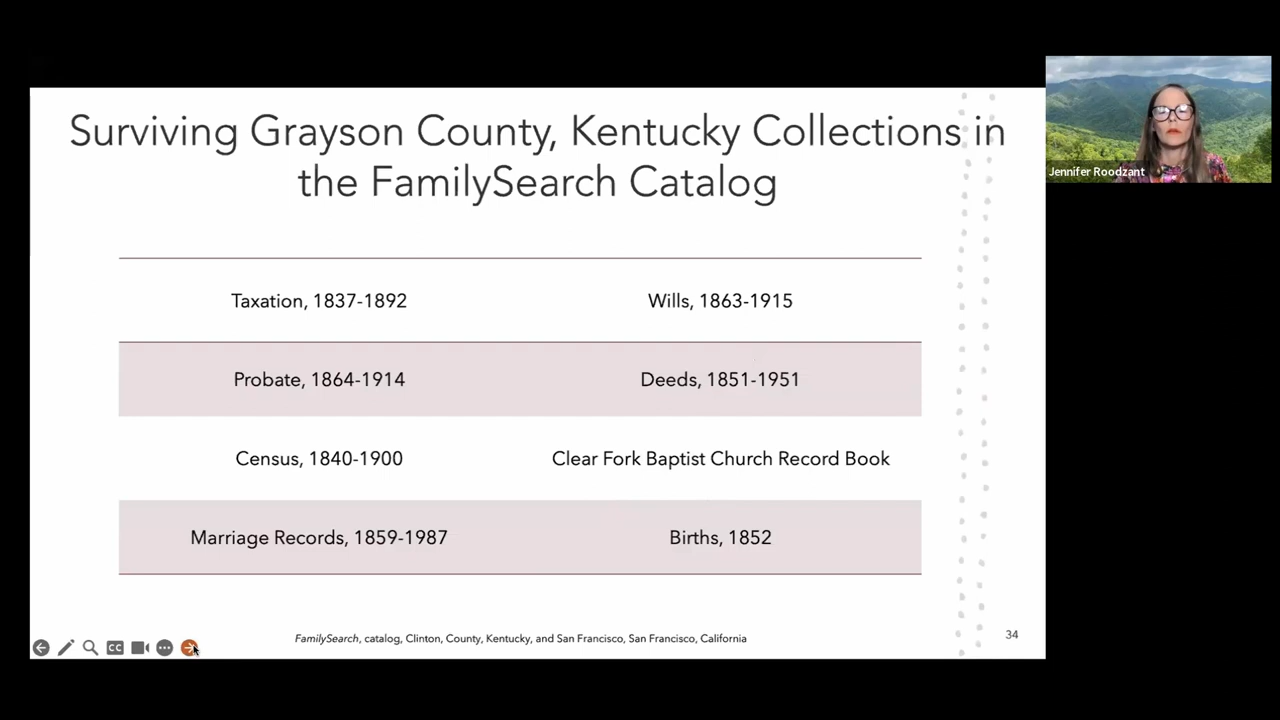 Surviving Grayson County, Kentucky Collections in
the FamilySearch Catalog
Jennifer Roodzant
Taxation, 1837-1892
Wills, 1863-1915
Probate, 1864-1914
Deeds, 1851-1951
Census, 1840-1900
Clear Fork Baptist Church Record Book
Marriage Records, 1859-1987
Births, 1852
FamilySearch, catalog, Clinton, County, Kentucky, and San Francisco, San Francisco, California
34
CC